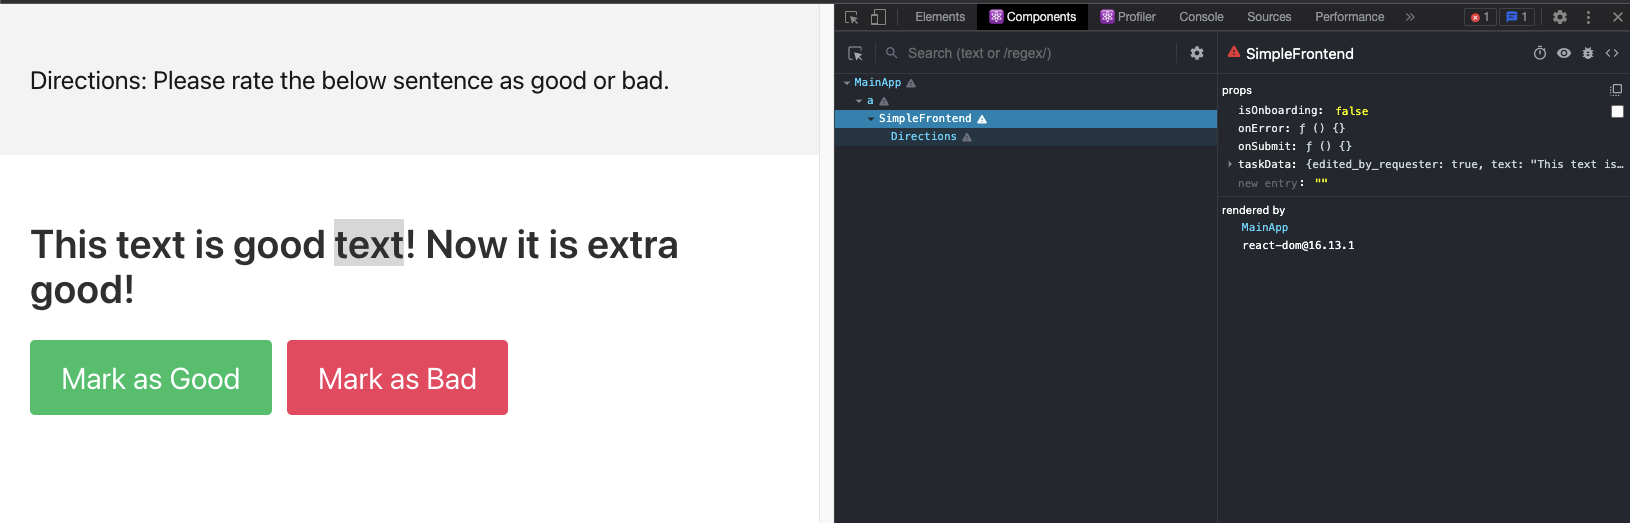 Directions: Please rate the below sentence as good or bad.
This text is good text! Now it is extra
good!
Mark as Good
Mark as Bad
Elements Components Profiler Console Sources Performance » 1 1
Search (text or /regex/)
MainApp
a
SimpleFrontend
Directions
SimpleFrontend
props
isOnboarding: false
onError: ƒ () {}
onSubmit: ƒ () {}
taskData: {edited_by_requester: true, text: "This text is…
new entry: ""
rendered by
MainApp
react-dom@16.13.1